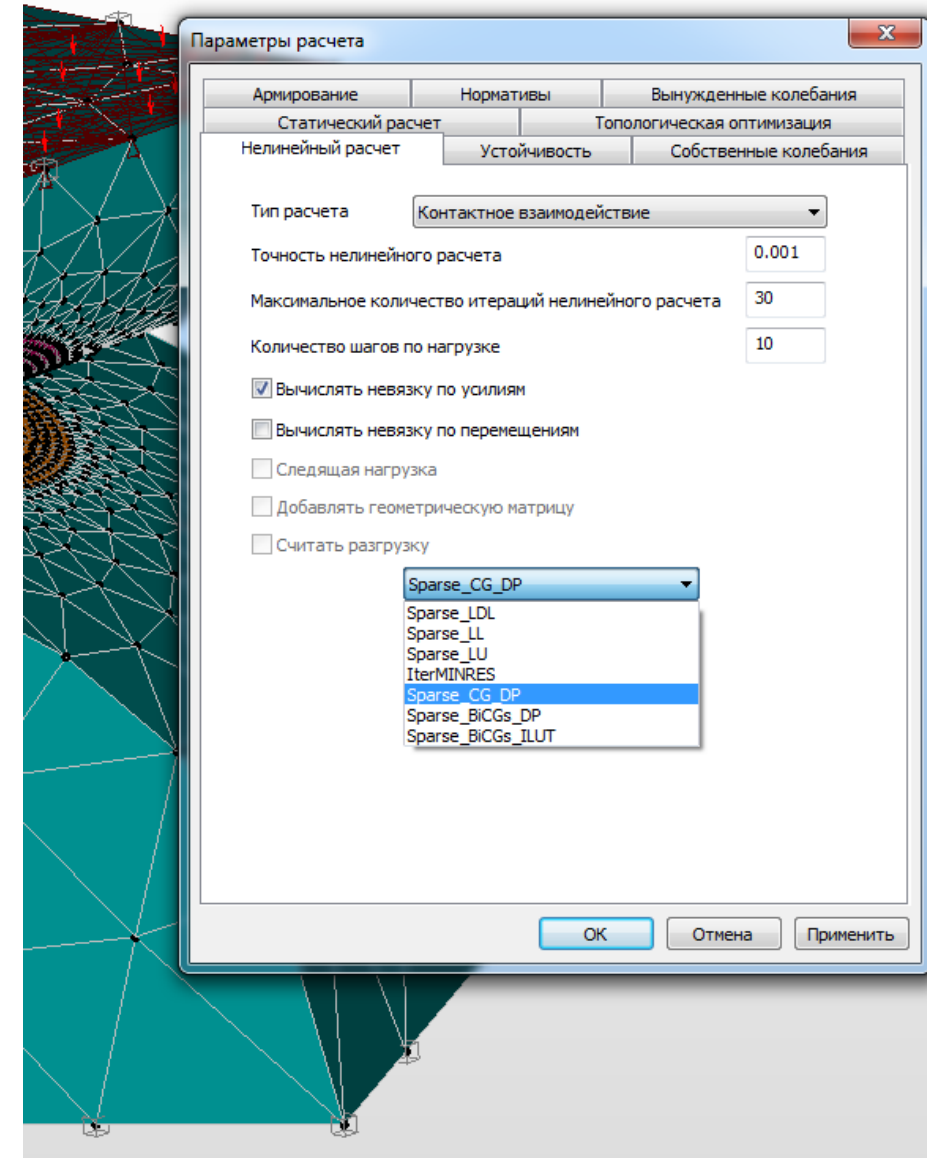 Параметры расчета
Армирование Нормативы Вынужденные колебания
Статический расчет Топологическая оптимизация
Нелинейный расчет Устойчивость Собственные колебания
Тип расчета Контактное взаимодействие
Точность нелинейного расчета 0.001
Максимальное количество итераций нелинейного расчета 30
Количество шагов по нагрузке 10
Вычислять невязку по усилиям
Вычислять невязку по перемещениям
Следящая нагрузка
Добавлять геометрическую матрицу
Считать разгрузку
Sparse_CG_DP
Sparse_LDL
Sparse_LL
Sparse_LU
IterMINRES
Sparse_CG_DP
Sparse_BiCGs_DP
Sparse_BiCGs_ILUT
OK Отмена Применить